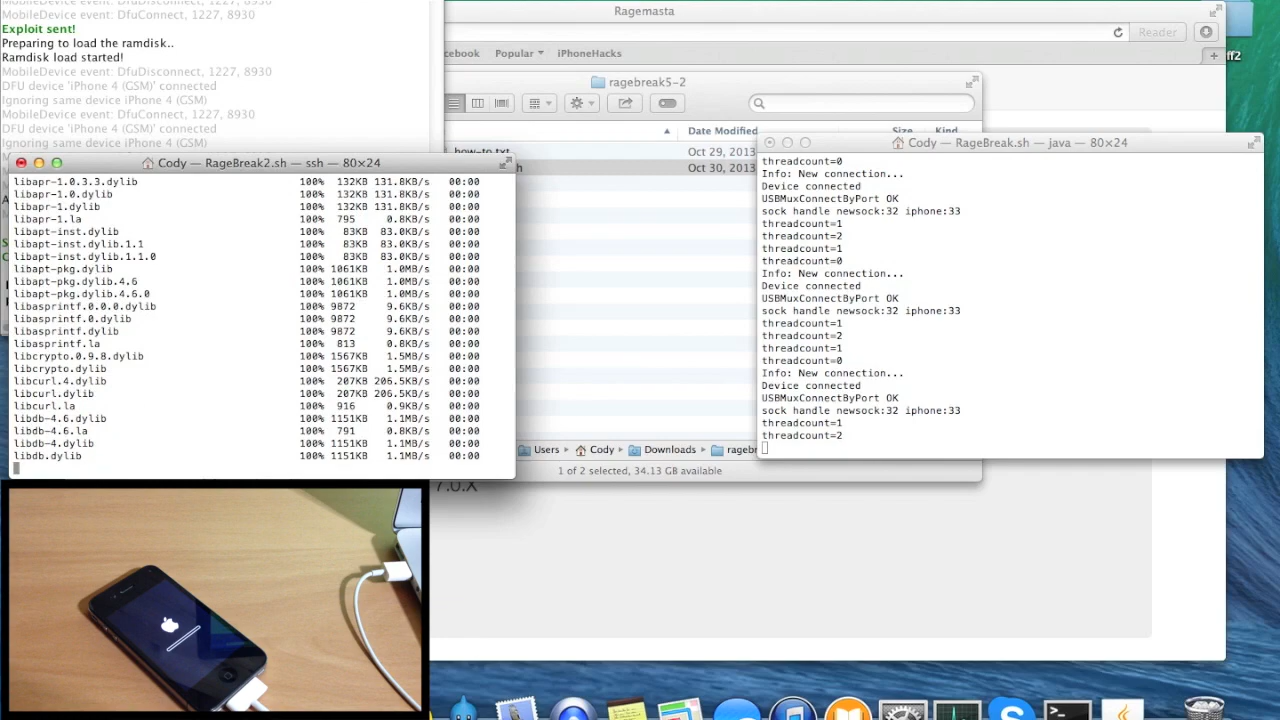 MobileDevice event: DfuDisconnect, 1227, 8930
MobileDevice event: DfuConnect, 1227, 8930
Exploit sent!
Preparing to load the ramdisk..
Ramdisk load started!
MobileDevice event: DfuDisconnect, 1227, 8930
DFU device 'iPhone 4 (GSM)' connected
Ignoring same device iPhone 4 (GSM)
MobileDevice event: DfuConnect, 1227, 8930
DFU device 'iPhone 4 (GSM)' connected
Ignoring same device iPhone 4 (GSM)
Ragemasta
Reader
Popular
iPhoneHacks
ragebreak5-2
Date Modified
Size
Kind
how-to.txt
Oct 29, 2013
Oct 30, 2013
Users
Cody
Downloads
1 of 2 selected, 34.13 GB available
7.0.X
ff2
Cody — RageBreak2.sh — ssh — 80×24
libapr-1.0.3.3.dylib 100% 132KB 131.8KB/s 00:00
libapr-1.0.dylib 100% 132KB 131.8KB/s 00:00
libapr-1.dylib 100% 132KB 131.8KB/s 00:00
libapr-1.la 100% 795 0.8KB/s 00:00
libapt-inst.dylib 100% 83KB 83.0KB/s 00:00
libapt-inst.dylib.1.1 100% 83KB 83.0KB/s 00:00
libapt-inst.dylib.1.1.0 100% 83KB 83.0KB/s 00:00
libapt-pkg.dylib 100% 1061KB 1.0MB/s 00:00
libapt-pkg.dylib.4.6 100% 1061KB 1.0MB/s 00:00
libapt-pkg.dylib.4.6.0 100% 1061KB 1.0MB/s 00:00
libasprintf.0.0.0.dylib 100% 9872 9.6KB/s 00:00
libasprintf.0.dylib 100% 9872 9.6KB/s 00:00
libasprintf.dylib 100% 9872 9.6KB/s 00:00
libasprintf.la 100% 813 0.8KB/s 00:00
libcrypto.0.9.8.dylib 100% 1567KB 1.5MB/s 00:00
libcrypto.dylib 100% 1567KB 1.5MB/s 00:00
libcurl.4.dylib 100% 207KB 206.5KB/s 00:00
libcurl.dylib 100% 207KB 206.5KB/s 00:00
libcurl.la 100% 916 0.9KB/s 00:00
libdb-4.6.dylib 100% 1151KB 1.1MB/s 00:00
libdb-4.6.la 100% 791 0.8KB/s 00:00
libdb-4.dylib 100% 1151KB 1.1MB/s 00:00
libdb.dylib 100% 1151KB 1.1MB/s 00:00
Cody — RageBreak.sh — java — 80×24
threadcount=0
Info: New connection...
Device connected
USBMuxConnectByPort OK
sock handle newsock:32 iphone:33
threadcount=1
threadcount=2
threadcount=1
threadcount=0
Info: New connection...
Device connected
USBMuxConnectByPort OK
sock handle newsock:32 iphone:33
threadcount=1
threadcount=2
threadcount=1
threadcount=0
Info: New connection...
Device connected
USBMuxConnectByPort OK
sock handle newsock:32 iphone:33
threadcount=1
threadcount=2